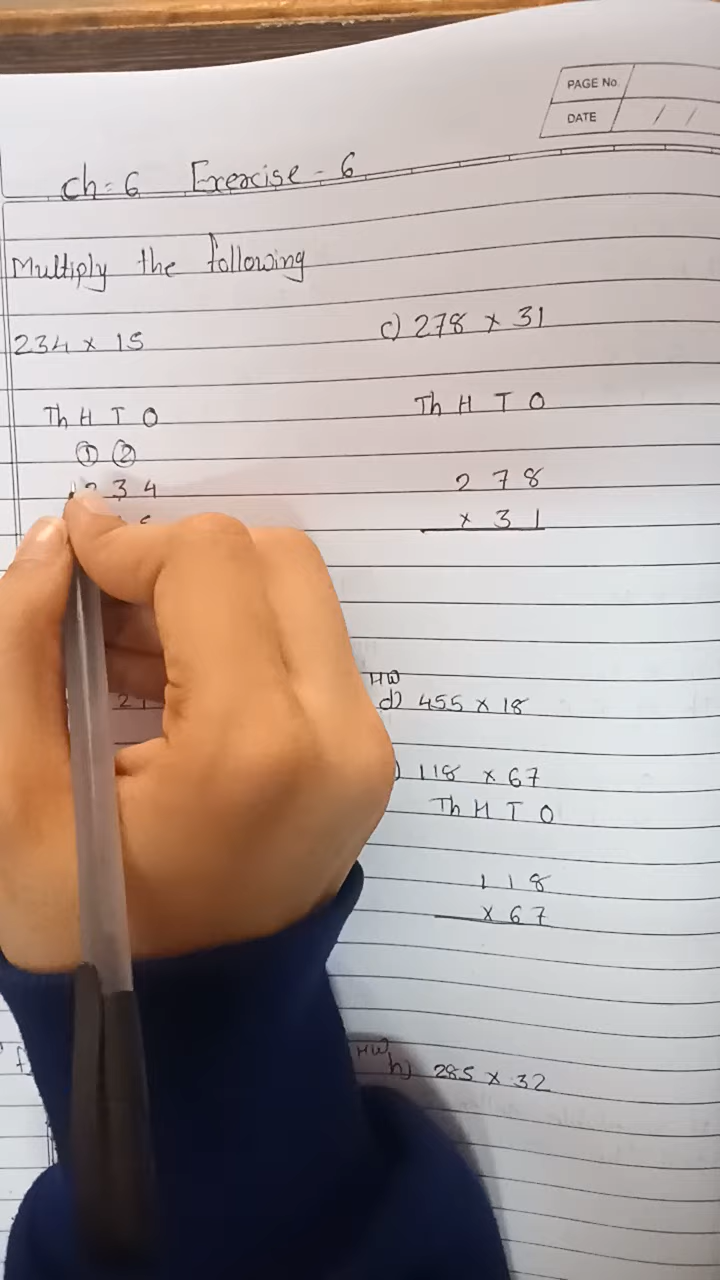 PAGE No.
DATE / /
Ch = 6 Exercise - 6
Multiply the following
234 × 15
Th H T O
① ②
2 3 4
c) 278 × 31
Th H T O
2 7 8
× 3 1
HW
d) 455 × 18
) 118 × 67
Th H T O
1 1 8
× 6 7
HW
h) 285 × 32